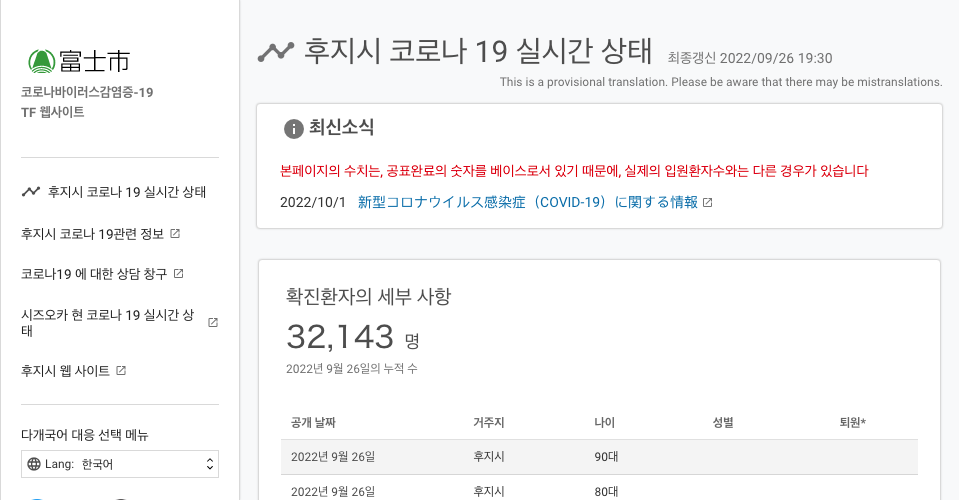 富士市
코로나바이러스감염증-19
TF 웹사이트
후지시 코로나 19 실시간 상태
후지시 코로나 19관련 정보
코로나19 에 대한 상담 창구
시즈오카 현 코로나 19 실시간 상
태
후지시 웹 사이트
다개국어 대응 선택 메뉴
Lang: 한국어
후지시 코로나 19 실시간 상태 최종갱신 2022/09/26 19:30
This is a provisional translation. Please be aware that there may be mistranslations.
최신소식
본페이지의 수치는, 공표완료의 숫자를 베이스로서 있기 때문에, 실제의 입원환자수와는 다른 경우가 있습니다
2022/10/1 新型コロナウイルス感染症（COVID-19）に関する情報
확진환자의 세부 사항
32,143 명
2022년 9월 26일의 누적 수
공개 날짜 거주지 나이 성별 퇴원*
2022년 9월 26일 후지시 90대
2022년 9월 26일 후지시 80대